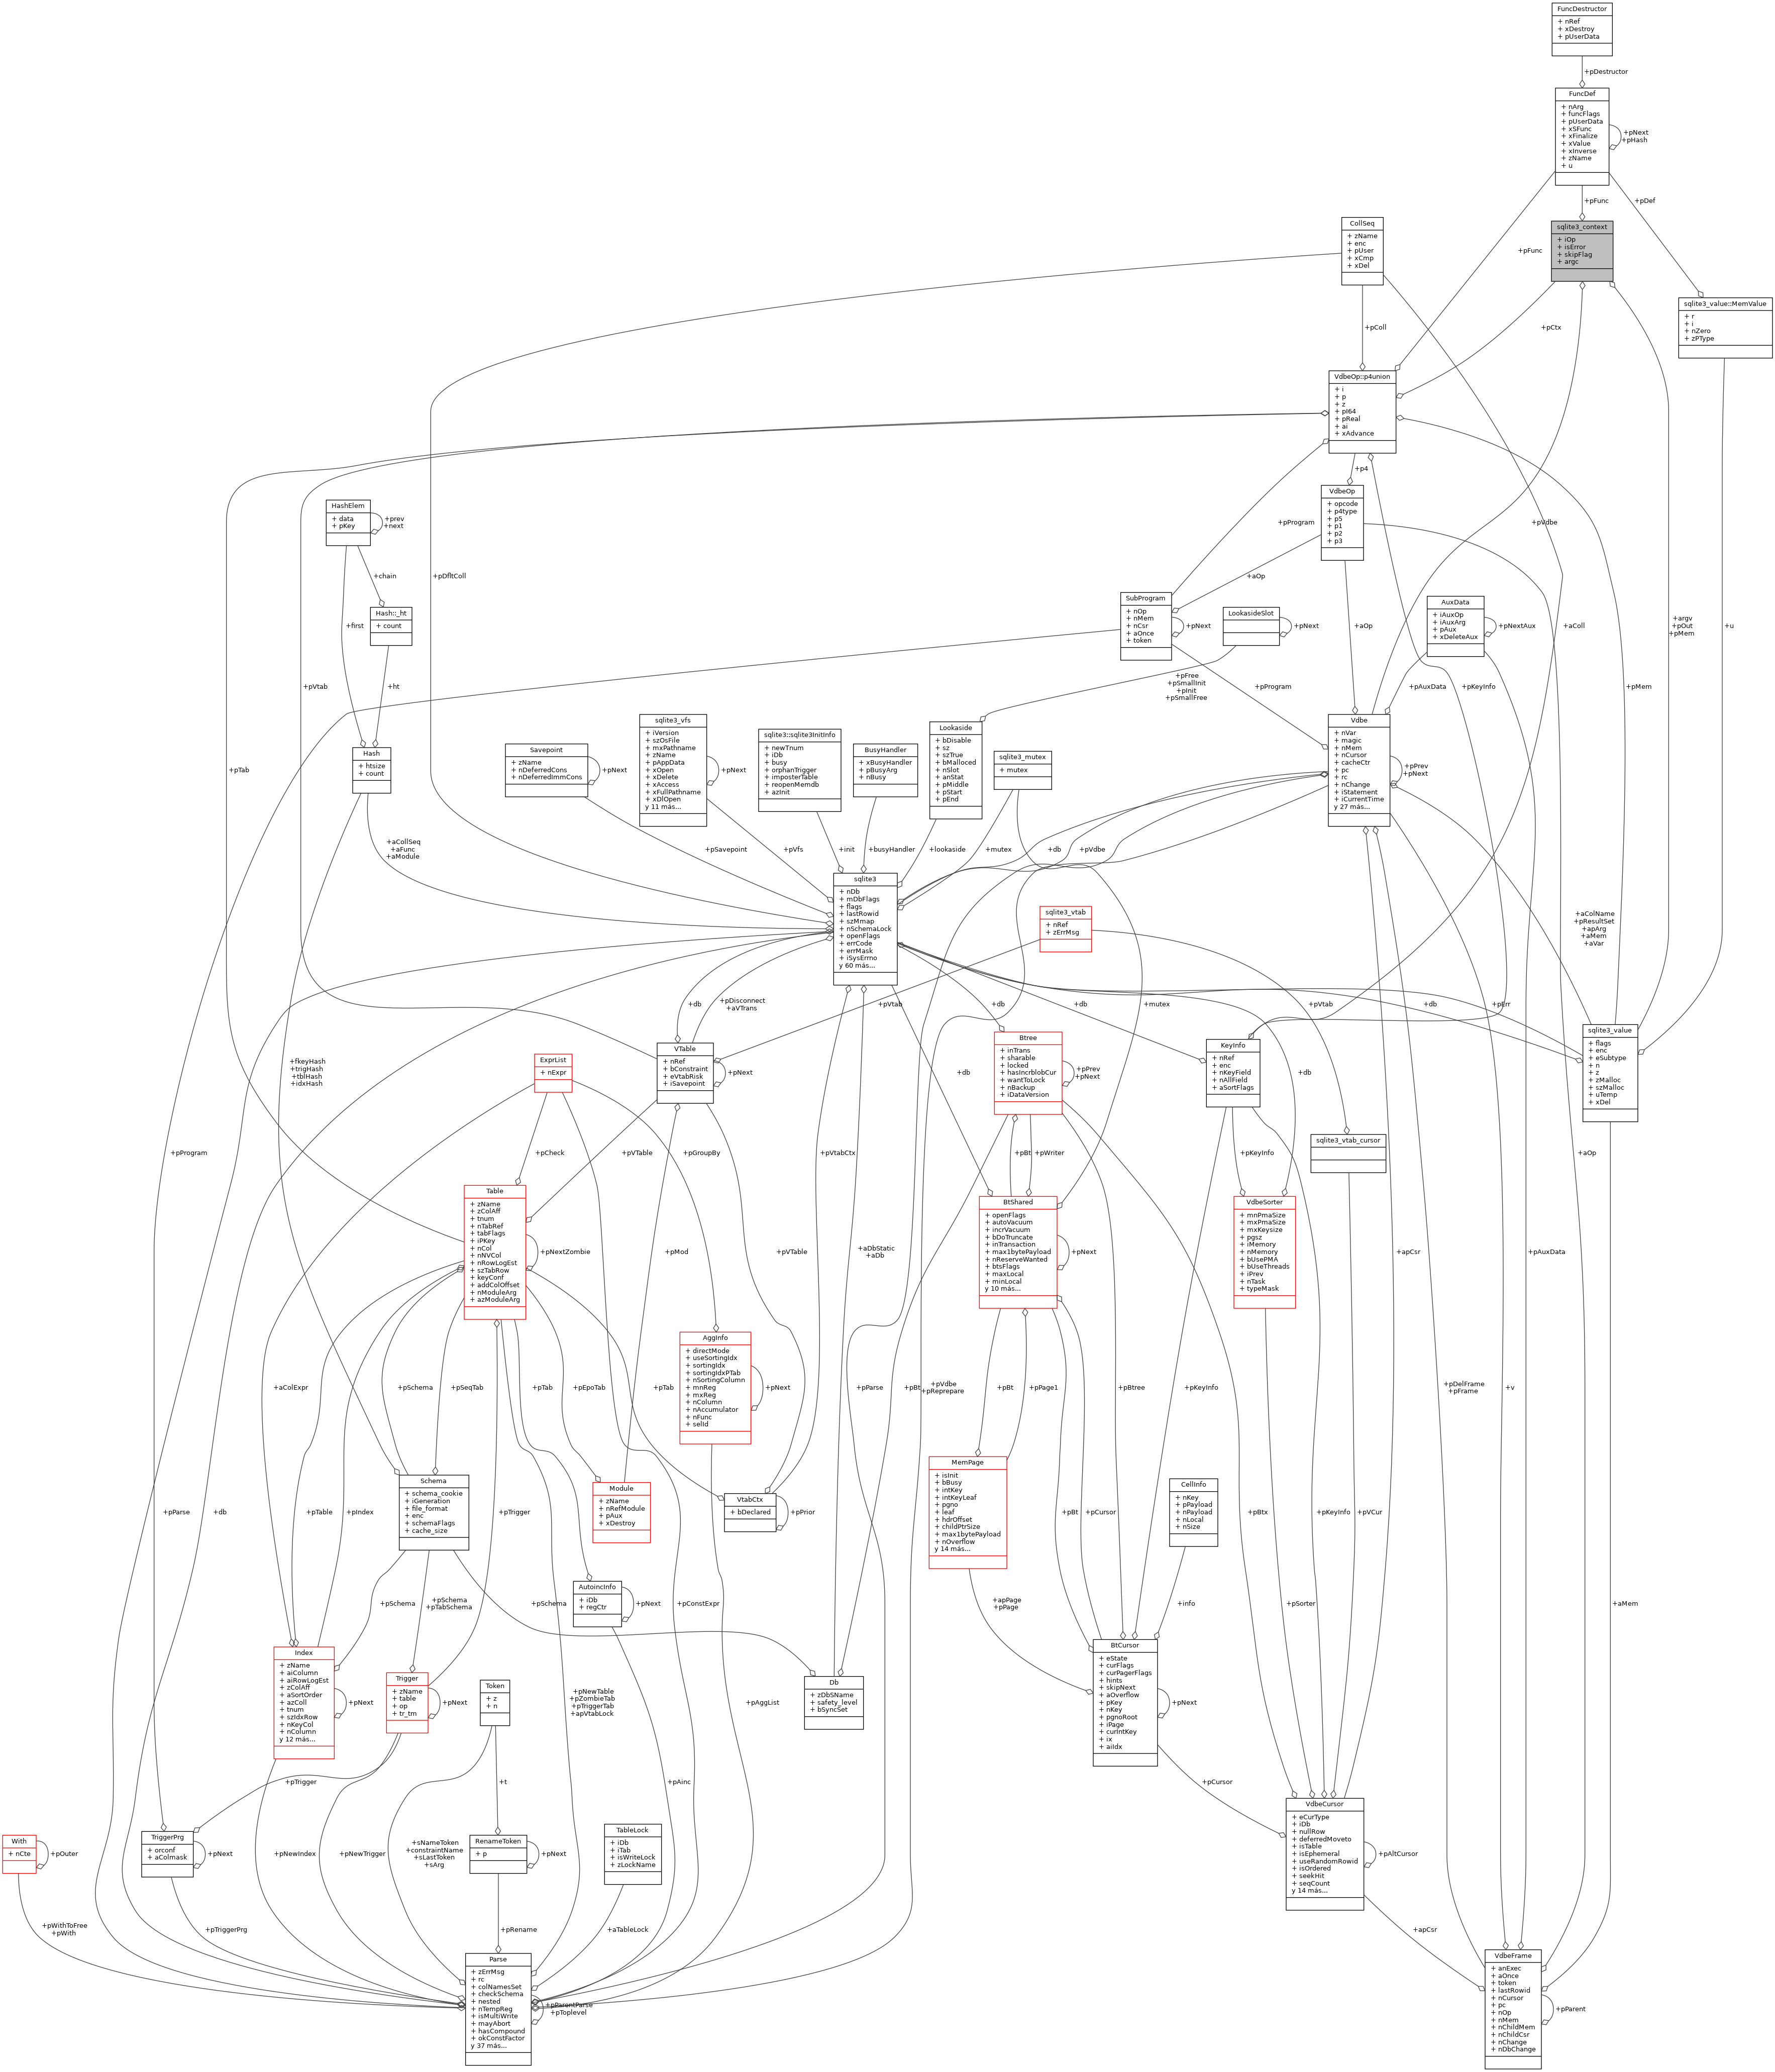 FuncDestructor
+ nRef
+ xDestroy
+ pUserData
+pDestructor
FuncDef
+ nArg
+ funcFlags
+ pUserData
+ xSFunc
+ xFinalize
+ xValue
+ xInverse
+ zName
+ u
+pNext
+pHash
+pFunc
+pDef
CollSeq
+ zName
+ enc
+ pUser
+ xCmp
+ xDel
sqlite3_context
+ iOp
+ isError
+ skipFlag
+ argc
+pFunc
sqlite3_value::MemValue
+ r
+ i
+ nZero
+ zPType
+pColl
+pCtx
VdbeOp::p4union
+ i
+ p
+ z
+ pI64
+ pReal
+ ai
+ xAdvance
+p4
VdbeOp
+ opcode
+ p4type
+ p5
+ p1
+ p2
+ p3
+pProgram
+pVdbe
HashElem
+ data
+ pKey
+prev
+next
+pDfltColl
+chain
+aOp
Hash::_ht
+ count
+first
SubProgram
+ nOp
+ nMem
+ nCsr
+ aOnce
+ token
+pNext
LookasideSlot
+pNext
+aOp
AuxData
+ iAuxOp
+ iAuxArg
+ pAux
+ xDeleteAux
+pNextAux
+aColl
+argv
+pOut
+pMem
+u
+pVtab
+ht
+pFree
+pSmallInit
+pInit
+pSmallFree
+pProgram
+pAuxData
+pKeyInfo
+pMem
+pTab
Hash
+ htsize
+ count
Savepoint
+ zName
+ nDeferredCons
+ nDeferredImmCons
+pNext
sqlite3_vfs
+ iVersion
+ szOsFile
+ mxPathname
+ zName
+ pAppData
+ xOpen
+ xDelete
+ xAccess
+ xFullPathname
+ xDlOpen
y 11 más...
+pNext
sqlite3::sqlite3InitInfo
+ newTnum
+ iDb
+ busy
+ orphanTrigger
+ imposterTable
+ reopenMemdb
+ azInit
BusyHandler
+ xBusyHandler
+ pBusyArg
+ nBusy
Lookaside
+ bDisable
+ sz
+ szTrue
+ bMalloced
+ nSlot
+ anStat
+ pMiddle
+ pStart
+ pEnd
sqlite3_mutex
+ mutex
Vdbe
+ nVar
+ magic
+ nMem
+ nCursor
+ cacheCtr
+ pc
+ rc
+ nChange
+ iStatement
+ iCurrentTime
y 27 más...
+pPrev
+pNext
+aCollSeq
+aFunc
+aModule
+pSavepoint
+pVfs
+init
+busyHandler
+lookaside
+mutex
+db
+pVdbe
sqlite3
+ nDb
+ mDbFlags
+ flags
+ lastRowid
+ szMmap
+ nSchemaLock
+ openFlags
+ errCode
+ errMask
+ iSysErrno
y 60 más...
sqlite3_vtab
+ nRef
+ zErrMsg
+aColName
+pResultSet
+apArg
+aMem
+aVar
+db
+pDisconnect
+aVTrans
+pVtab
+db
+db
+mutex
+pVtab
+db
+pErr
+fkeyHash
+trigHash
+tblHash
+idxHash
ExprList
+ nExpr
VTable
+ nRef
+ bConstraint
+ eVtabRisk
+ iSavepoint
+pNext
+db
Btree
+ inTrans
+ sharable
+ locked
+ hasIncrblobCur
+ wantToLock
+ nBackup
+ iDataVersion
+pPrev
+pNext
KeyInfo
+ nRef
+ enc
+ nKeyField
+ nAllField
+ aSortFlags
+db
sqlite3_value
+ flags
+ enc
+ eSubtype
+ n
+ z
+ zMalloc
+ szMalloc
+ uTemp
+ xDel
sqlite3_vtab_cursor
+pProgram
+pCheck
+pVTable
+pGroupBy
+pVtabCtx
+pBt
+pWriter
+pKeyInfo
+aOp
Table
+ zName
+ zColAff
+ tnum
+ nTabRef
+ tabFlags
+ iPKey
+ nCol
+ nNVCol
+ nRowLogEst
+ szTabRow
+ keyConf
+ addColOffset
+ nModuleArg
+ azModuleArg
+pNextZombie
+pMod
+pVTable
+aDbStatic
+aDb
BtShared
+ openFlags
+ autoVacuum
+ incrVacuum
+ bDoTruncate
+ inTransaction
+ max1bytePayload
+ nReserveWanted
+ btsFlags
+ maxLocal
+ minLocal
y 10 más...
+pNext
VdbeSorter
+ mnPmaSize
+ mxPmaSize
+ mxKeysize
+ pgsz
+ iMemory
+ nMemory
+ bUsePMA
+ bUseThreads
+ iPrev
+ nTask
+ typeMask
+apCsr
+pAuxData
AggInfo
+ directMode
+ useSortingIdx
+ sortingIdx
+ sortingIdxPTab
+ nSortingColumn
+ mnReg
+ mxReg
+ nColumn
+ nAccumulator
+ nFunc
+ selId
+pNext
+aColExpr
+pSchema
+pSeqTab
+pTab
+pEpoTab
+pTab
+pParse
+pBt
+pVdbe
+pReprepare
+pBt
+pPage1
+pBtree
+pKeyInfo
+pDelFrame
+pFrame
+v
MemPage
+ isInit
+ bBusy
+ intKey
+ intKeyLeaf
+ pgno
+ leaf
+ hdrOffset
+ childPtrSize
+ max1bytePayload
+ nOverflow
y 14 más...
Schema
+ schema_cookie
+ iGeneration
+ file_format
+ enc
+ schemaFlags
+ cache_size
Module
+ zName
+ nRefModule
+ pAux
+ xDestroy
VtabCtx
+ bDeclared
+pPrior
CellInfo
+ nKey
+ pPayload
+ nPayload
+ nLocal
+ nSize
+pParse
+db
+pTable
+pIndex
+pTrigger
+pBt
+pCursor
+pBtx
+pKeyInfo
+pVCur
AutoincInfo
+ iDb
+ regCtr
+pNext
+pSchema
+pSchema
+pTabSchema
+pSchema
+pConstExpr
+apPage
+pPage
+info
+pSorter
+aMem
Index
+ zName
+ aiColumn
+ aiRowLogEst
+ zColAff
+ aSortOrder
+ azColl
+ tnum
+ szIdxRow
+ nKeyCol
+ nColumn
y 12 más...
+pNext
Trigger
+ zName
+ table
+ op
+ tr_tm
+pNext
Token
+ z
+ n
+pNewTable
+pZombieTab
+pTriggerTab
+apVtabLock
+pAggList
Db
+ zDbSName
+ safety_level
+ bSyncSet
BtCursor
+ eState
+ curFlags
+ curPagerFlags
+ hints
+ skipNext
+ aOverflow
+ pKey
+ nKey
+ pgnoRoot
+ iPage
+ curIntKey
+ ix
+ aiIdx
+pNext
+pTrigger
+t
+pAinc
+pCursor
With
+ nCte
+pOuter
TriggerPrg
+ orconf
+ aColmask
+pNext
+pNewIndex
+pNewTrigger
+sNameToken
+constraintName
+sLastToken
+sArg
RenameToken
+ p
+pNext
TableLock
+ iDb
+ iTab
+ isWriteLock
+ zLockName
VdbeCursor
+ eCurType
+ iDb
+ nullRow
+ deferredMoveto
+ isTable
+ isEphemeral
+ useRandomRowid
+ isOrdered
+ seekHit
+ seqCount
y 14 más...
+pAltCursor
+pWithToFree
+pWith
+pTriggerPrg
+pRename
+aTableLock
+apCsr
Parse
+ zErrMsg
+ rc
+ colNamesSet
+ checkSchema
+ nested
+ nTempReg
+ isMultiWrite
+ mayAbort
+ hasCompound
+ okConstFactor
y 37 más...
+pParentParse
+pToplevel
VdbeFrame
+ anExec
+ aOnce
+ token
+ lastRowid
+ nCursor
+ pc
+ nOp
+ nMem
+ nChildMem
+ nChildCsr
+ nChange
+ nDbChange
+pParent